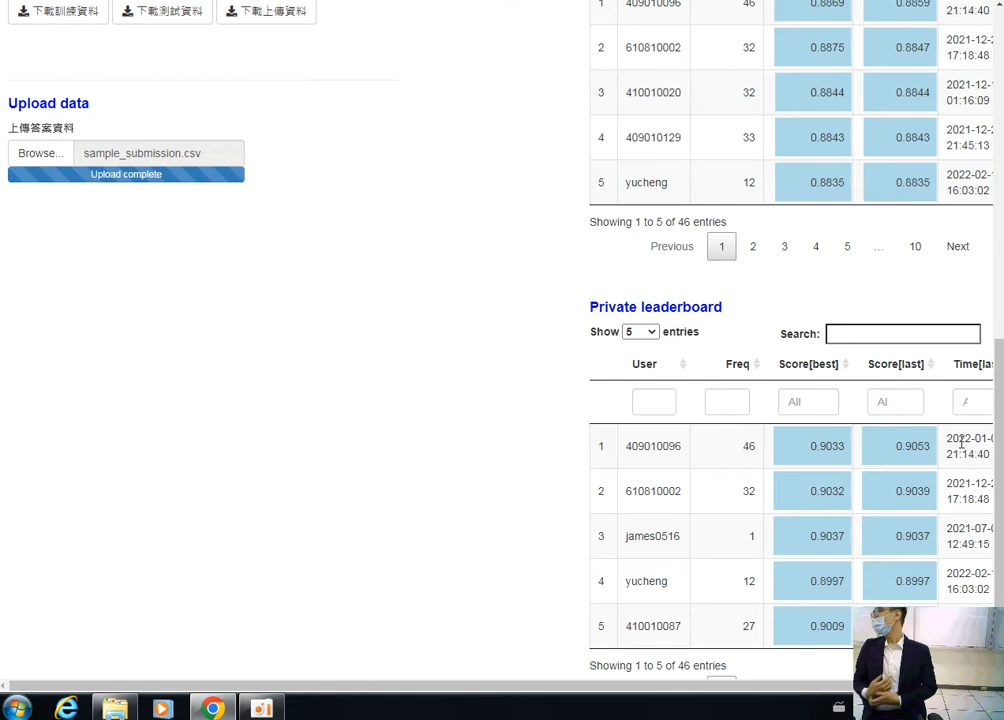 下載訓練資料 下載測試資料 下載上傳資料
Upload data
上傳答案資料
Browse... sample_submission.csv
Upload complete
409010096 46 0.8869 0.8859 21:14:40
2 610810002 32 0.8875 0.8847 2021-12-2 17:18:48
3 410010020 32 0.8844 0.8844 2021-12- 01:16:09
4 409010129 33 0.8843 0.8843 2021-12-2 21:45:13
5 yucheng 12 0.8835 0.8835 2022-02- 16:03:02
Showing 1 to 5 of 46 entries
Previous 1 2 3 4 5 … 10 Next
Private leaderboard
Show 5 entries Search:
User Freq Score[best] Score[last] Time[la
All Al A
1 409010096 46 0.9033 0.9053 2022-01-0 21:14:40
2 610810002 32 0.9032 0.9039 2021-12-2 17:18:48
3 james0516 1 0.9037 0.9037 2021-07-0 12:49:15
4 yucheng 12 0.8997 0.8997 2022-02- 16:03:02
5 410010087 27 0.9009
Showing 1 to 5 of 46 entries